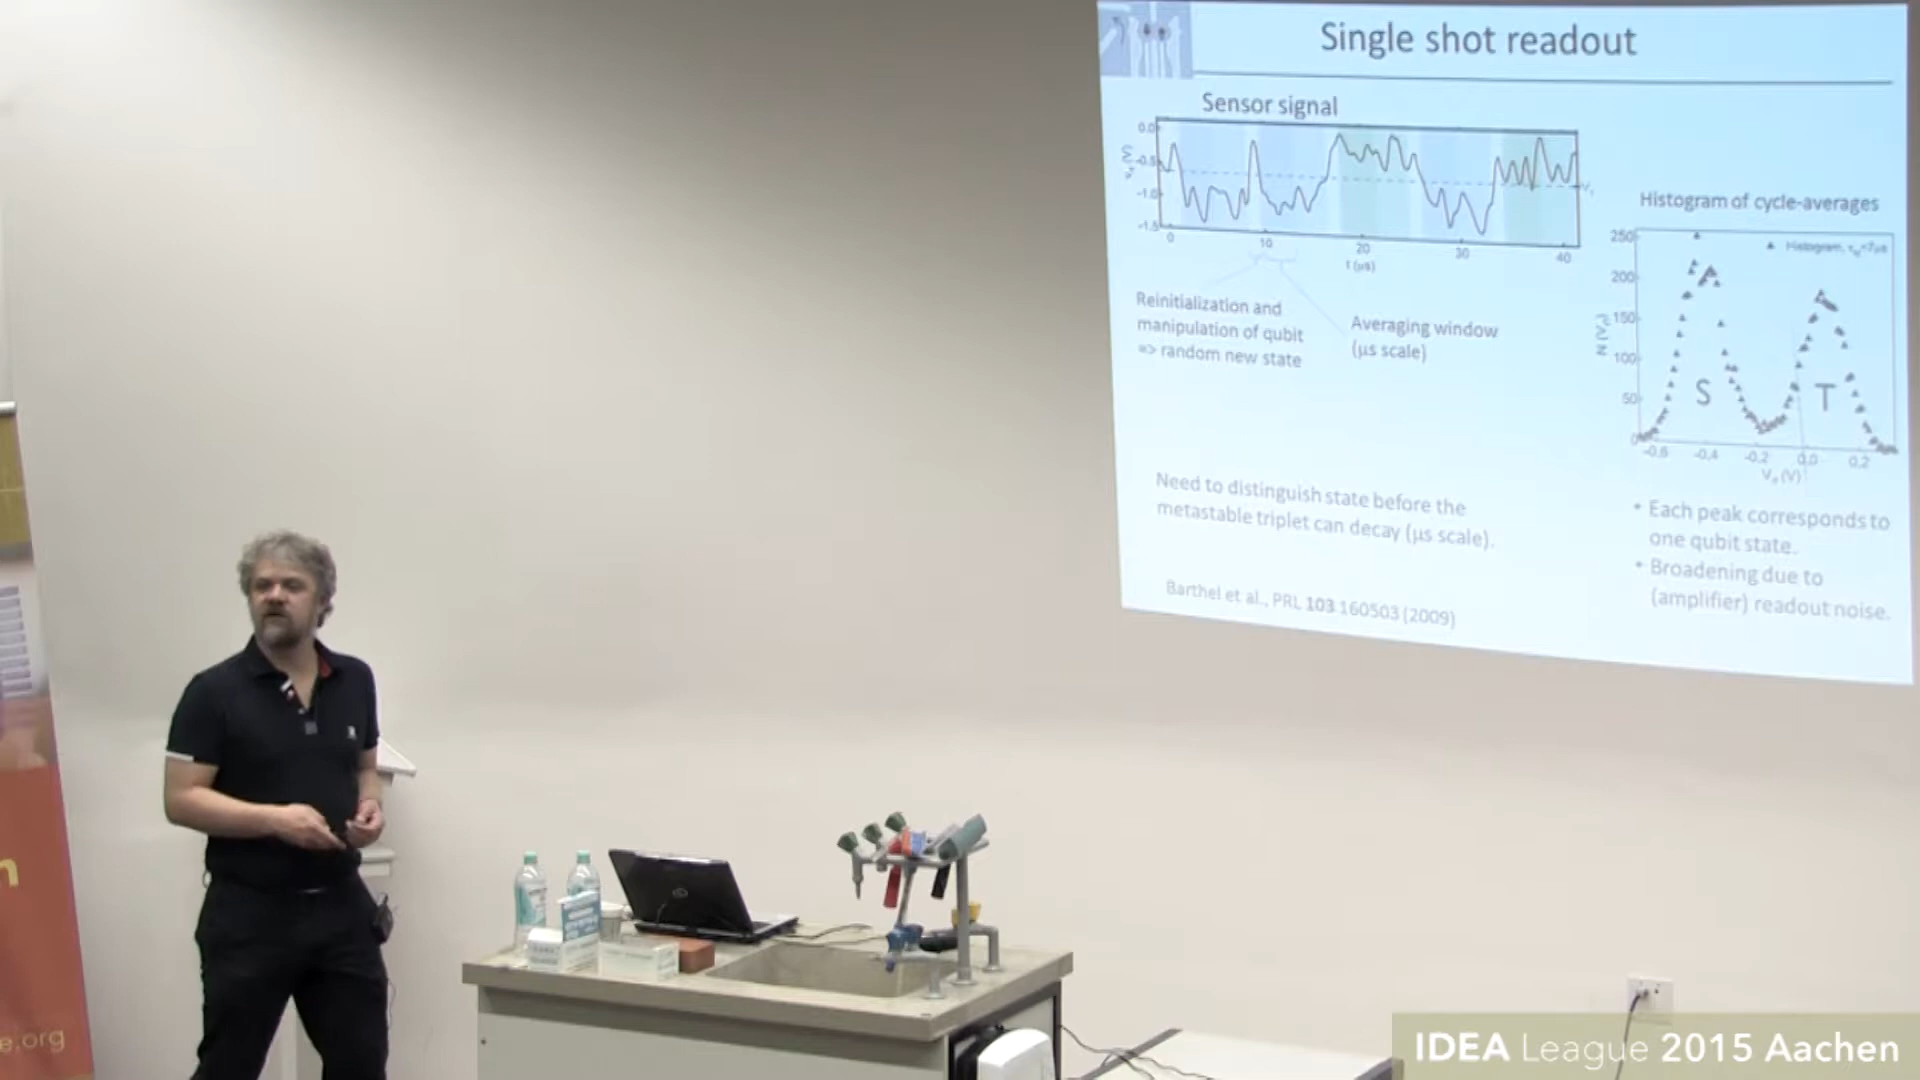 Single shot readout
Sensor signal
0.0
-0.5
-1.0
-1.5
0
10
20
30
40
t (µs)
Reinitialization and
manipulation of qubit
=> random new state
Averaging window
(µs scale)
Histogram of cycle-averages
250
200
150
100
50
0
S
T
-0.6
-0.4
-0.2
0.0
0.2
Need to distinguish state before the
metastable triplet can decay (µs scale).
Barthel et al., PRL 103 160503 (2009)
• Each peak corresponds to
one qubit state.
• Broadening due to
(amplifier) readout noise.
e.org
IDEA League 2015 Aachen